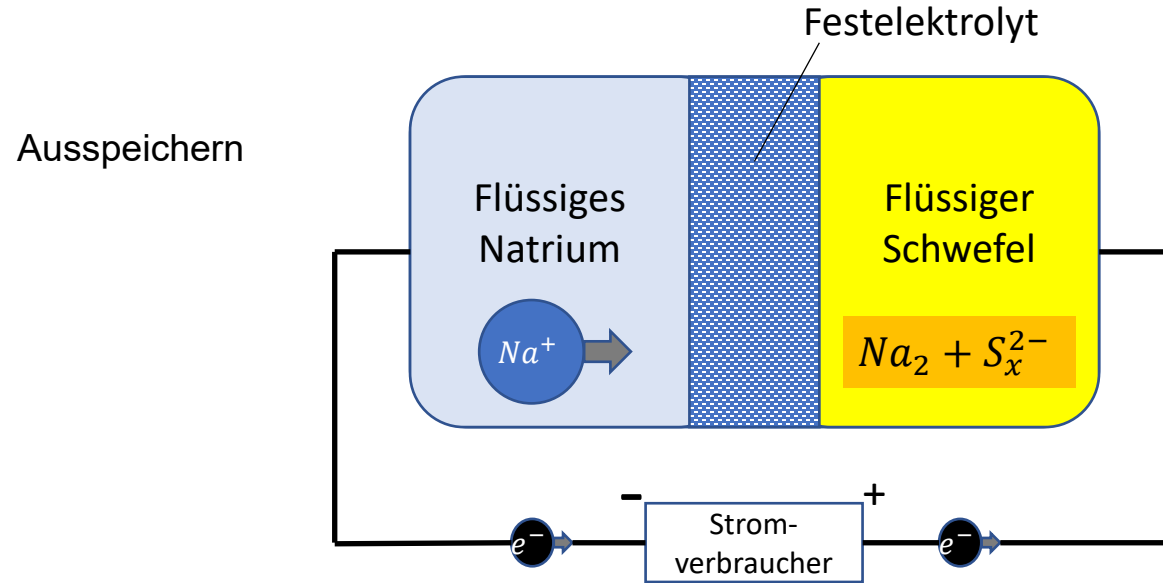 Festelektrolyt
Ausspeichern
Flüssiges
Natrium
Flüssiger
Schwefel
Na⁺
Na₂ + Sₓ²⁻
-
+
e⁻
Strom-
verbraucher
e⁻